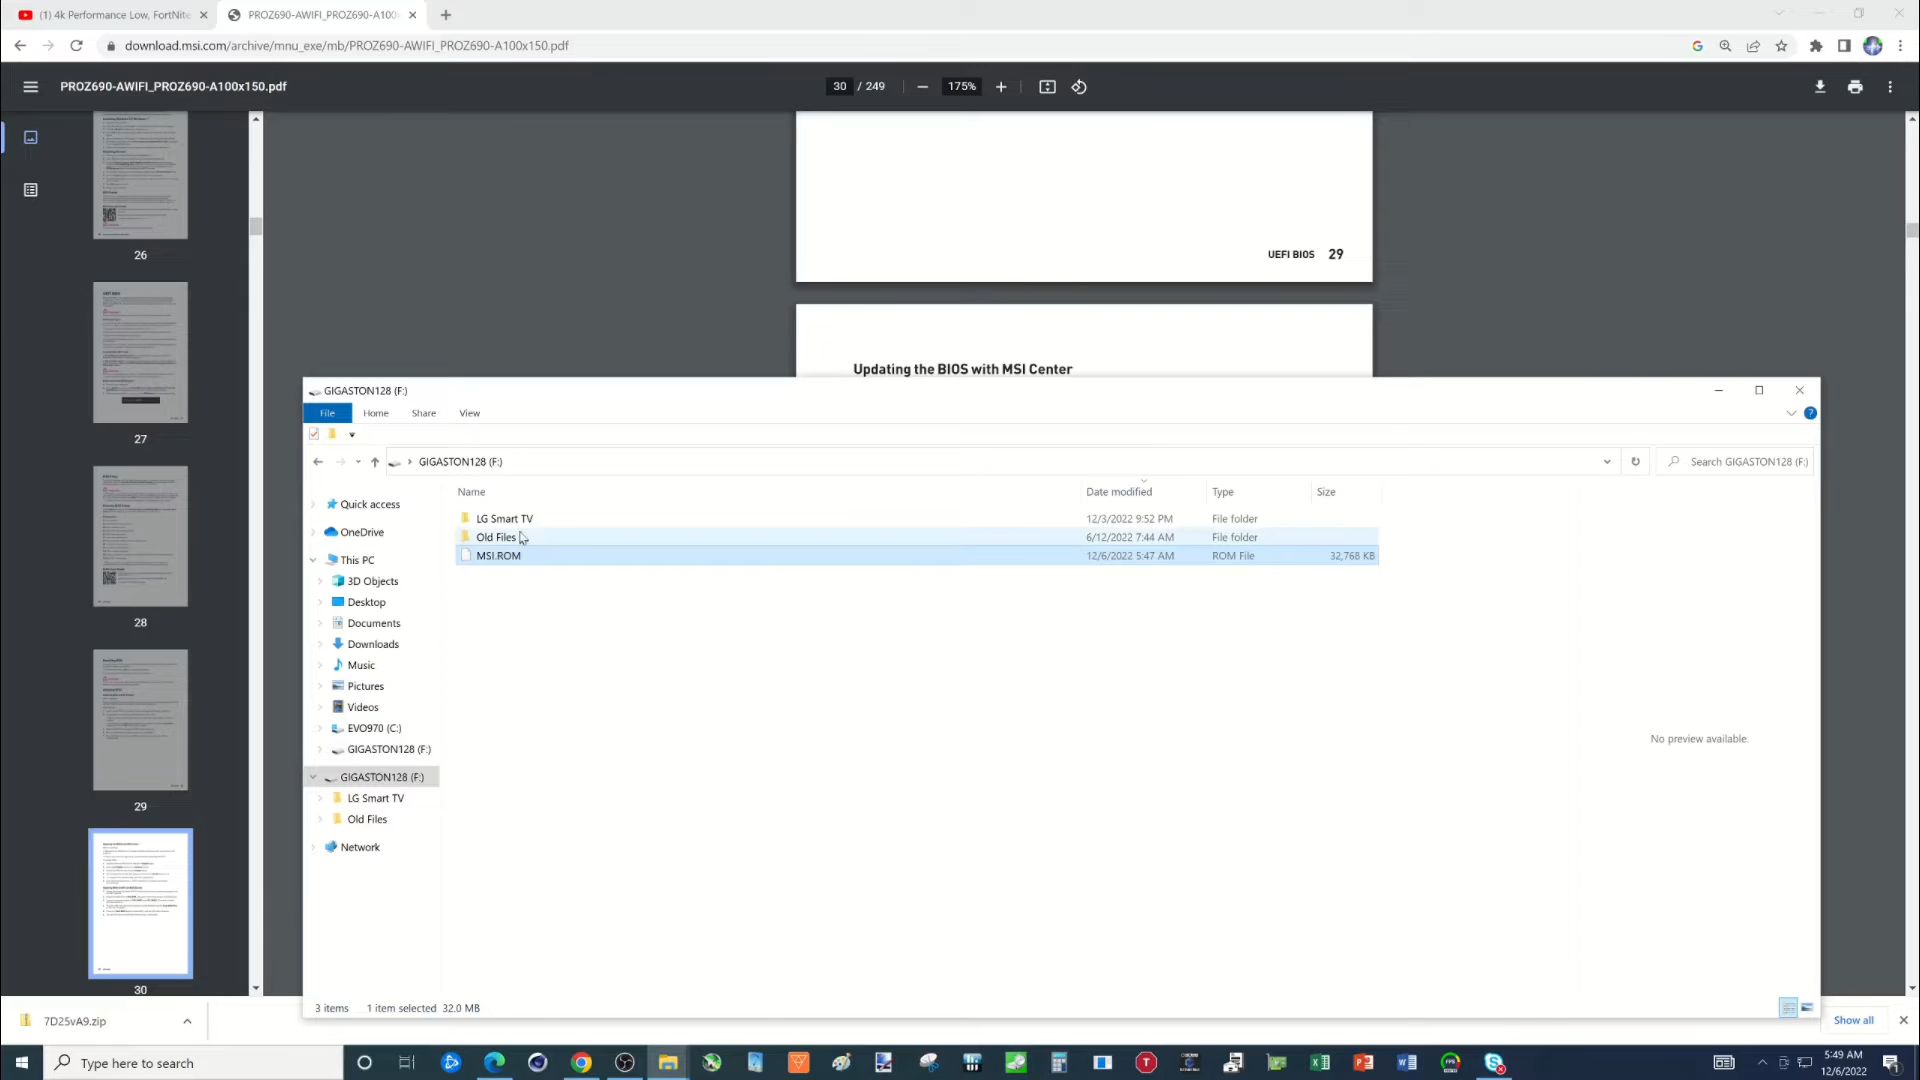 (1) 4k Performance Low, FortNite
PROZ690-AWIFI_PROZ690-A100
download.msi.com/archive/mnu_exe/mb/PROZ690-AWIFI_PROZ690-A100x150.pdf
PROZ690-AWIFI_PROZ690-A100x150.pdf
30 / 249
175%
26
27
28
29
30
UEFI BIOS 29
Updating the BIOS with MSI Center
GIGASTON128 (F:)
File Home Share View
GIGASTON128 (F:)
Search GIGASTON128 (F:)
Name Date modified Type Size
LG Smart TV 12/3/2022 9:52 PM File folder
Old Files 6/12/2022 7:44 AM File folder
MSI.ROM 12/6/2022 5:47 AM ROM File 32,768 KB
Quick access
OneDrive
This PC
3D Objects
Desktop
Documents
Downloads
Music
Pictures
Videos
EVO970 (C:)
GIGASTON128 (F:)
GIGASTON128 (F:)
LG Smart TV
Old Files
Network
No preview available.
3 items 1 item selected 32.0 MB
7D25vA9.zip
Show all
Type here to search
5:49 AM
12/6/2022